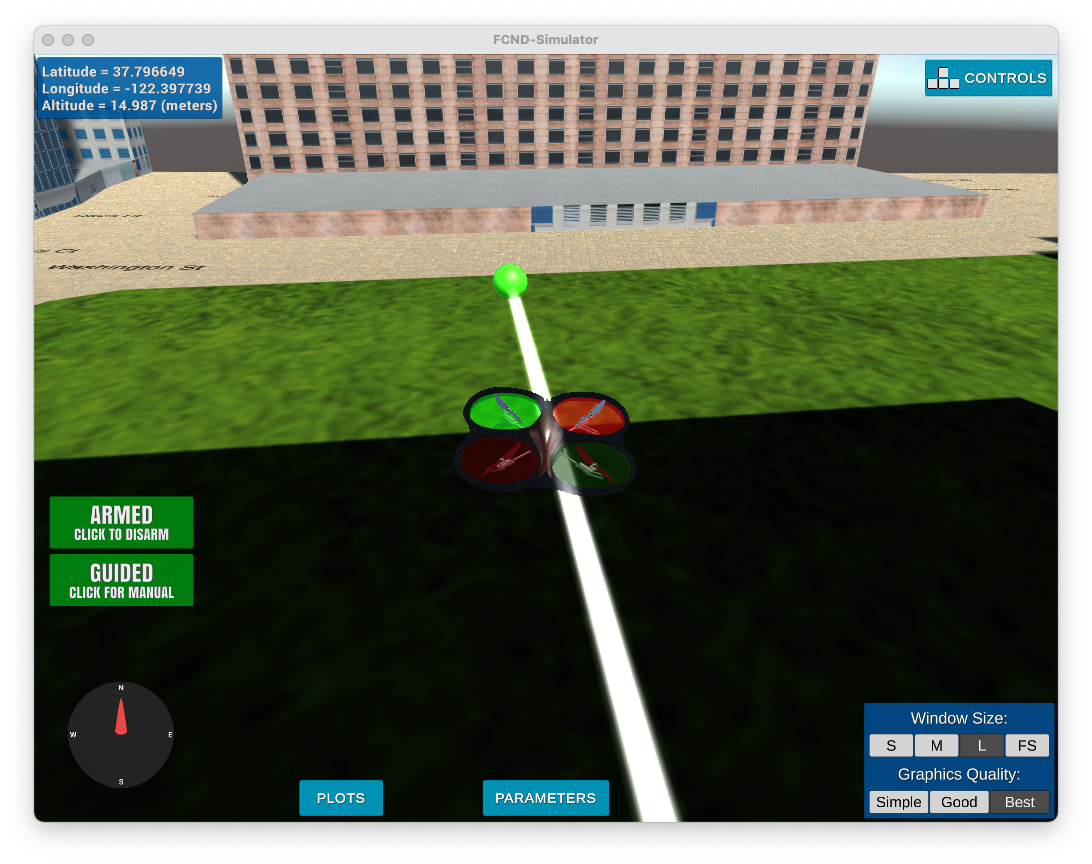 FCND-Simulator
Latitude = 37.796649
Longitude = -122.397739
Altitude = 14.987 (meters)
CONTROLS
Washington St
ARMED
CLICK TO DISARM
GUIDED
CLICK FOR MANUAL
N
W
E
S
PLOTS
PARAMETERS
Window Size:
S M L FS
Graphics Quality:
Simple Good Best